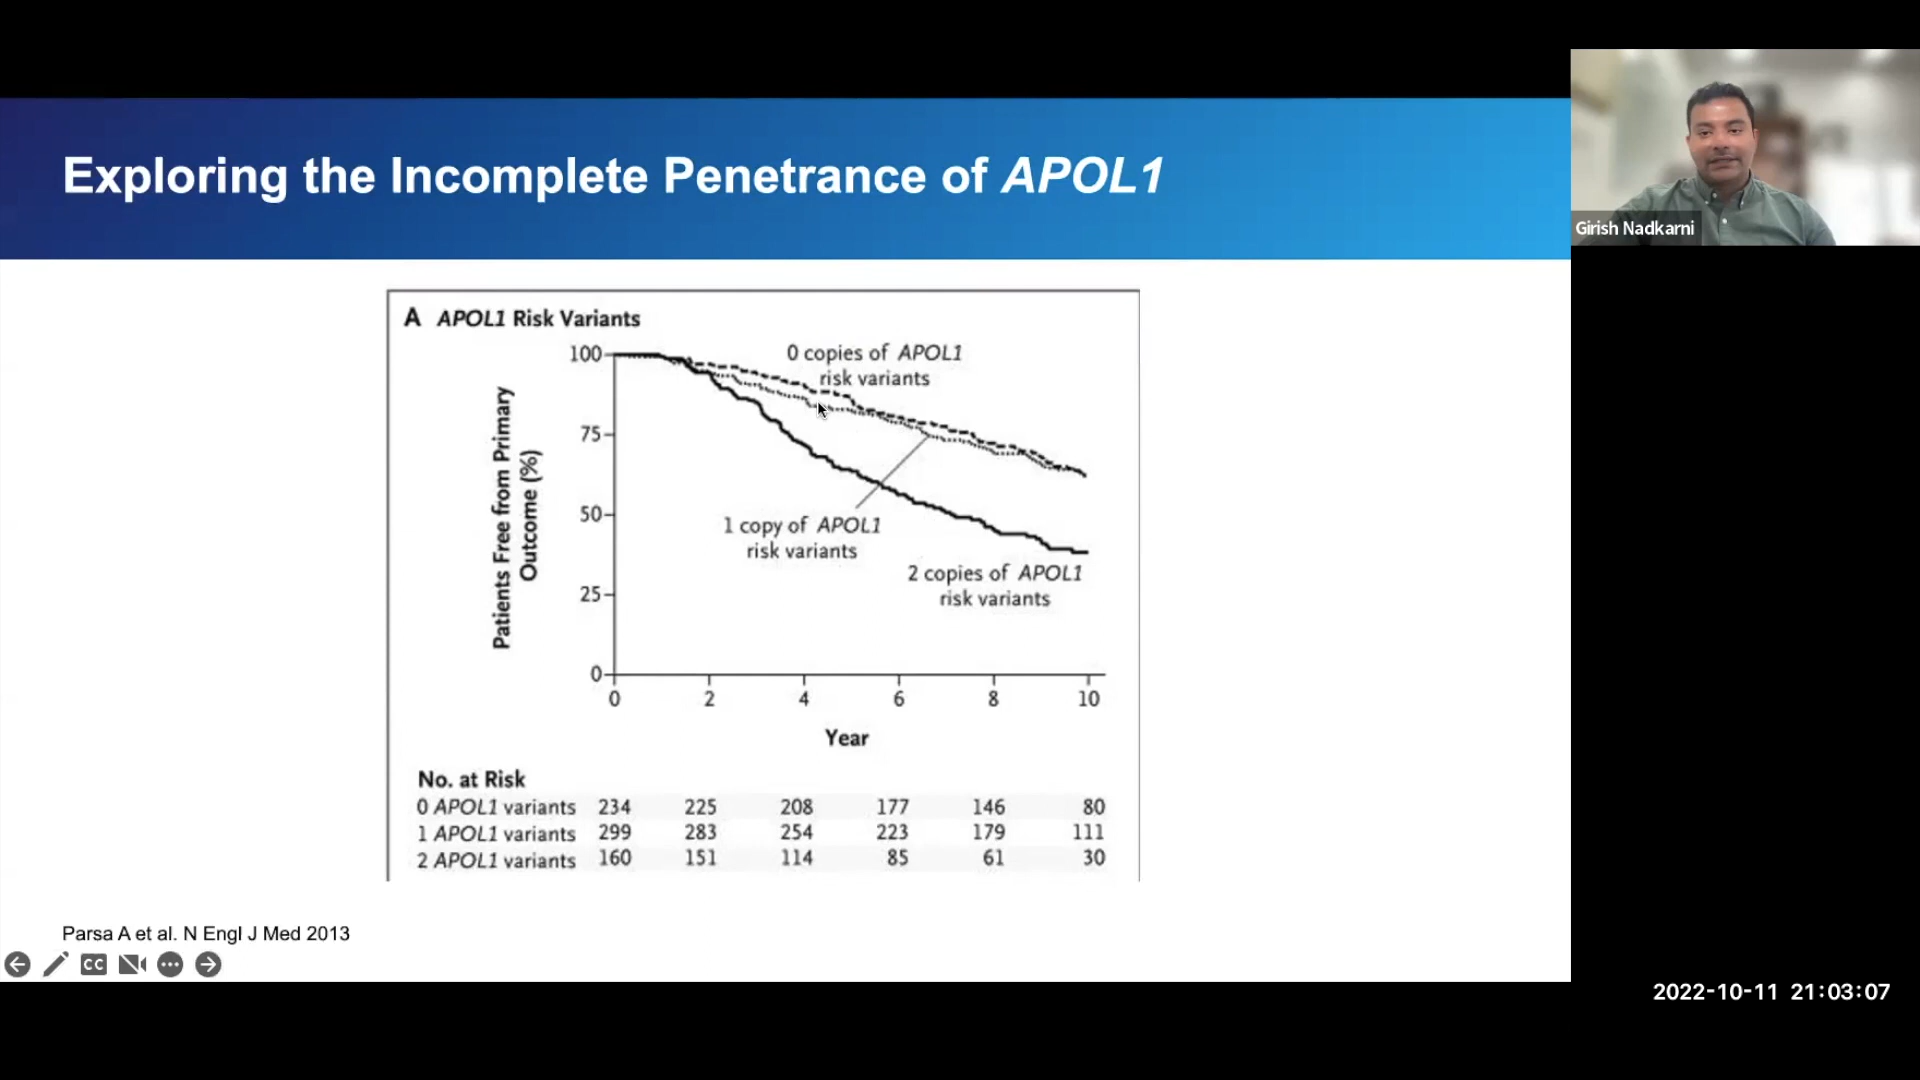 Exploring the Incomplete Penetrance of APOL1
Girish Nadkarni
A APOL1 Risk Variants
Patients Free from Primary
Outcome (%)
100
75
50
25
0
0 copies of APOL1
risk variants
1 copy of APOL1
risk variants
2 copies of APOL1
risk variants
0 2 4 6 8 10
Year
No. at Risk
0 APOL1 variants 234 225 208 177 146 80
1 APOL1 variants 299 283 254 223 179 111
2 APOL1 variants 160 151 114 85 61 30
Parsa A et al. N Engl J Med 2013
CC
2022-10-11 21:03:07